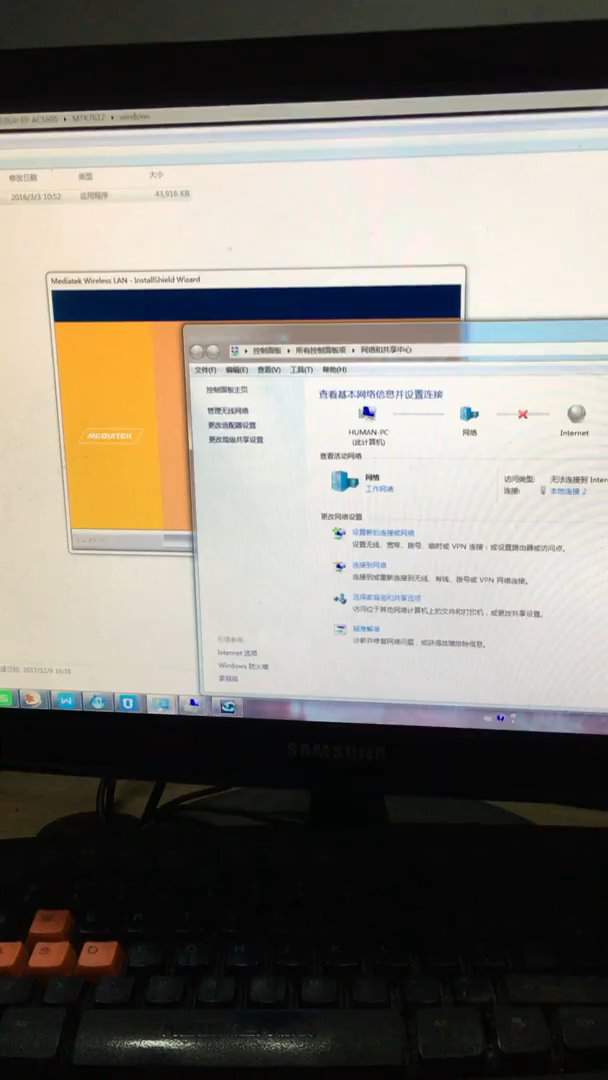 MTK7612 ▸ windows
修改日期 类型 大小
2016/3/3 10:52 应用程序 43,916 KB
Mediatek Wireless LAN - InstallShield Wizard
MEDIATEK
控制面板 ▸ 所有控制面板项 ▸ 网络和共享中心
文件(F) 编辑(E) 查看(V) 工具(T) 帮助(H)
控制面板主页
管理无线网络
更改适配器设置
更改高级共享设置
查看基本网络信息并设置连接
HUMAN-PC
(此计算机)
网络
Internet
查看活动网络
网络
工作网络
访问类型: 无法连接到 Inter
连接: 本地连接 2
更改网络设置
设置新的连接或网络
设置无线、宽带、拨号、临时或 VPN 连接；或设置路由器或访问点。
连接到网络
连接到或重新连接到无线、有线、拨号或 VPN 网络连接。
选择家庭组和共享选项
访问位于其他网络计算机上的文件和打印机，或更改共享设置。
疑难解答
诊断并修复网络问题，或获得故障排除信息。
另请参阅
Internet 选项
Windows 防火墙
家庭组
2017/12/9 16:38
SAMSUNG